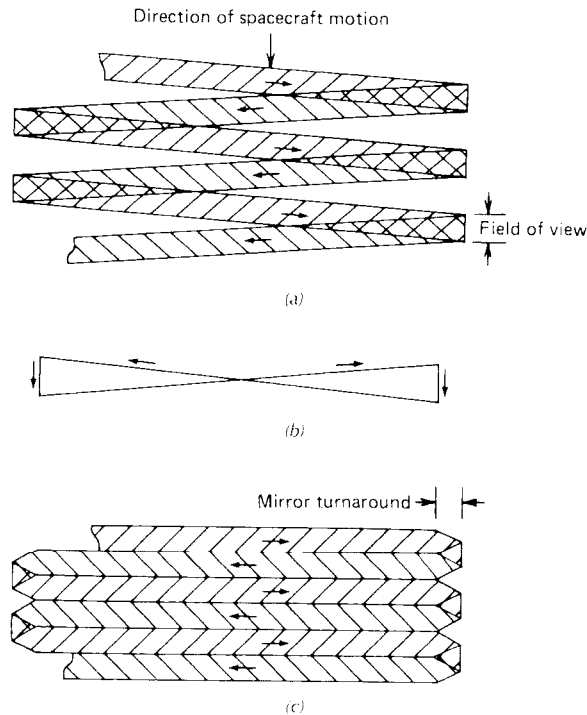 Direction of spacecraft motion
Field of view
(a)
(b)
Mirror turnaround
(c)